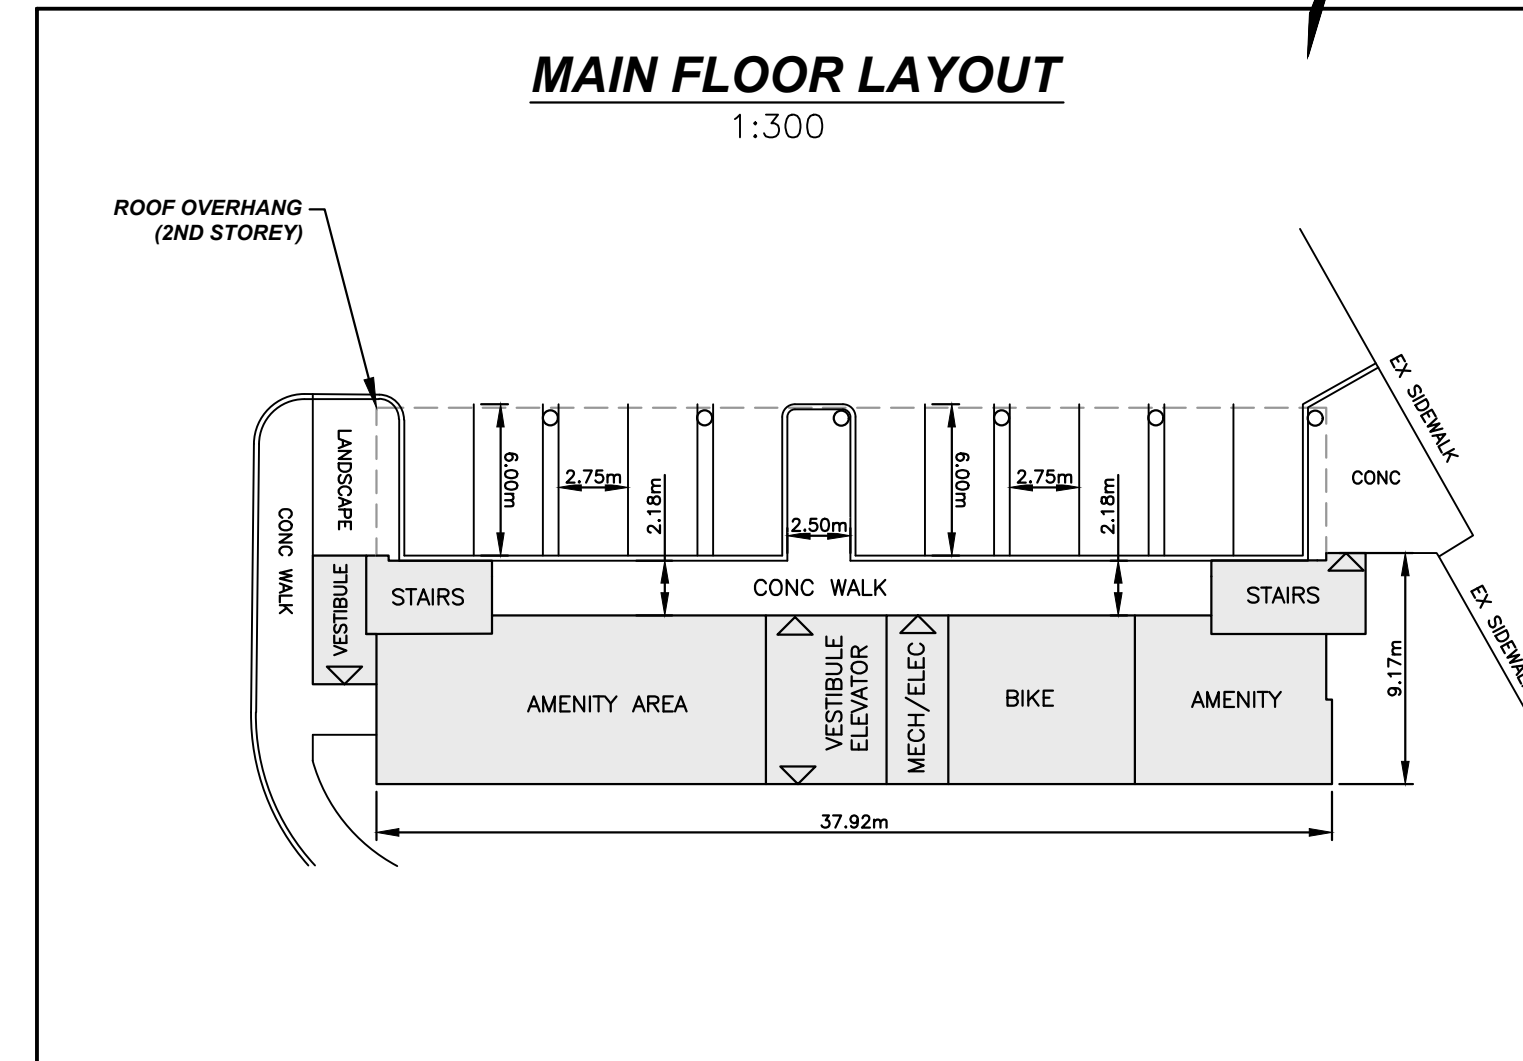 MAIN FLOOR LAYOUT
1:300
ROOF OVERHANG
(2ND STOREY)
EX SIDEWALK
LANDSCAPE
6.00m
2.75m
2.18m
2.50m
6.00m
2.75m
2.18m
CONC
CONC WALK
VESTIBULE
STAIRS
CONC WALK
STAIRS
EX SIDEWALK
9.17m
AMENITY AREA
VESTIBULE
ELEVATOR
MECH/ELEC
BIKE
AMENITY
37.92m